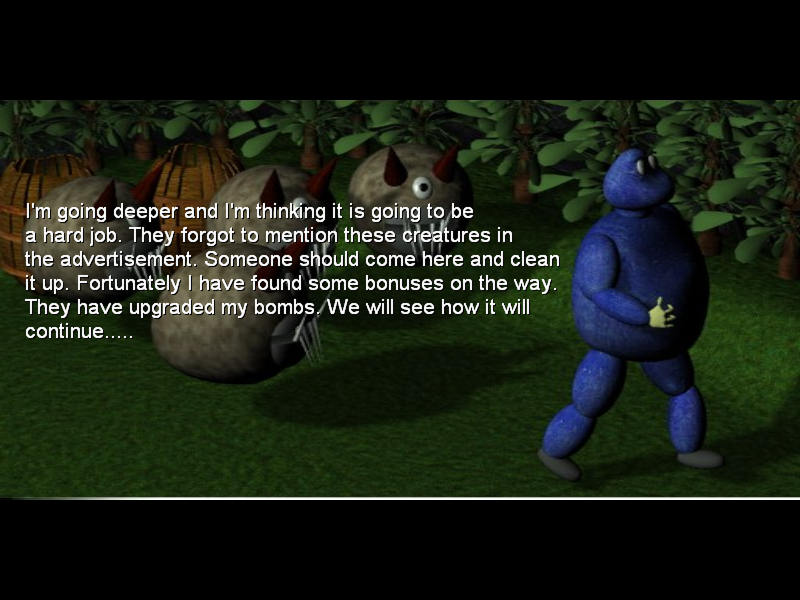 I'm going deeper and I'm thinking it is going to be
a hard job. They forgot to mention these creatures in
the advertisement. Someone should come here and clean
it up. Fortunately I have found some bonuses on the way.
They have upgraded my bombs. We will see how it will
continue.....